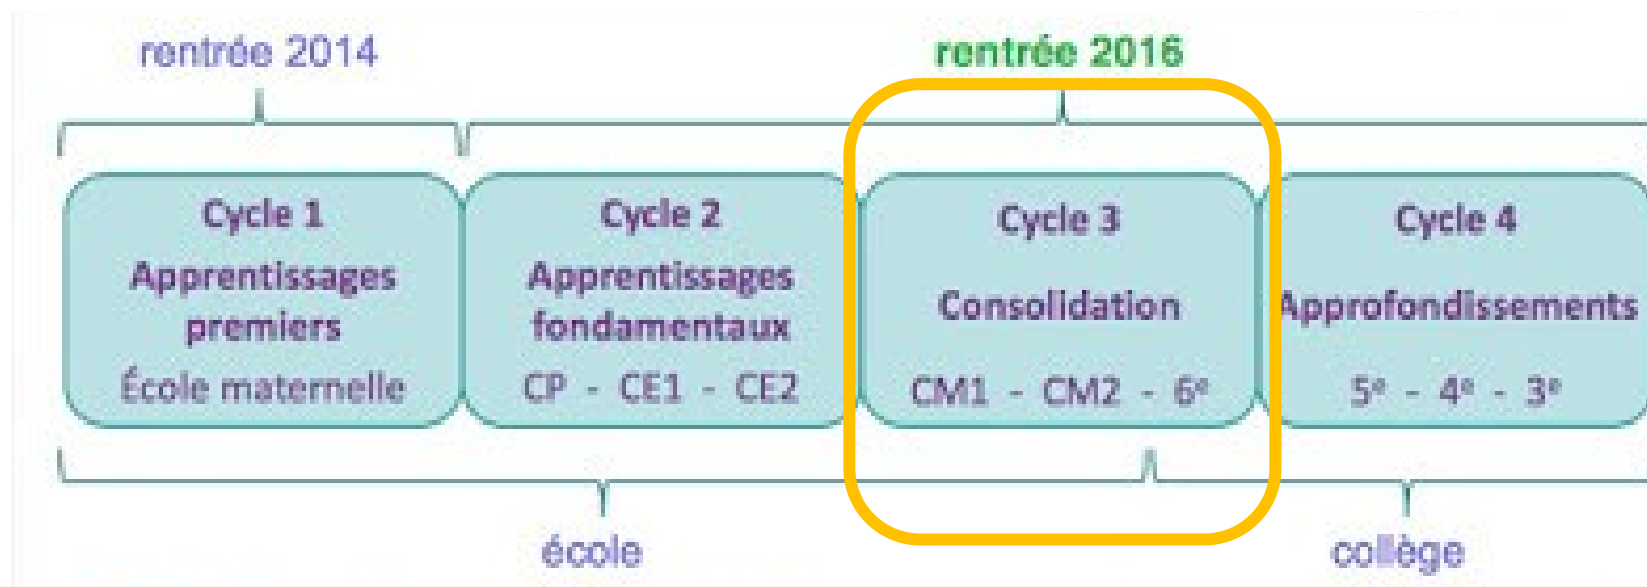 rentrée 2014
rentrée 2016
Cycle 1
Apprentissages
premiers
École maternelle
Cycle 2
Apprentissages
fondamentaux
CP - CE1 - CE2
Cycle 3
Consolidation
CM1 - CM2 - 6e
Cycle 4
Approfondissements
5e - 4e - 3e
école
collège